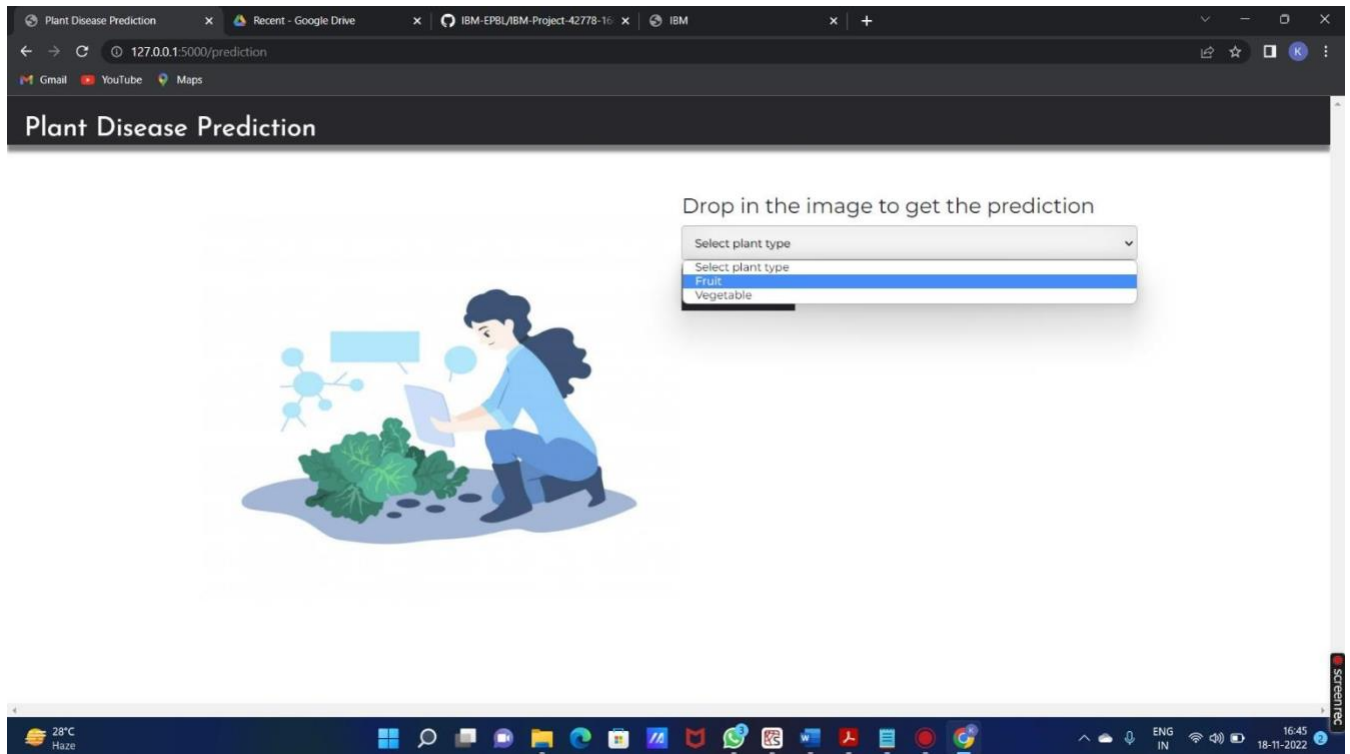 Plant Disease Prediction
Recent - Google Drive
IBM-EPBL/IBM-Project-42778-16
IBM
127.0.0.1:5000/prediction
K
Gmail
YouTube
Maps
Plant Disease Prediction
Drop in the image to get the prediction
Select plant type
Select plant type
Fruit
Vegetable
screenrec
28°C
Haze
ENG
IN
16:45
18-11-2022
2